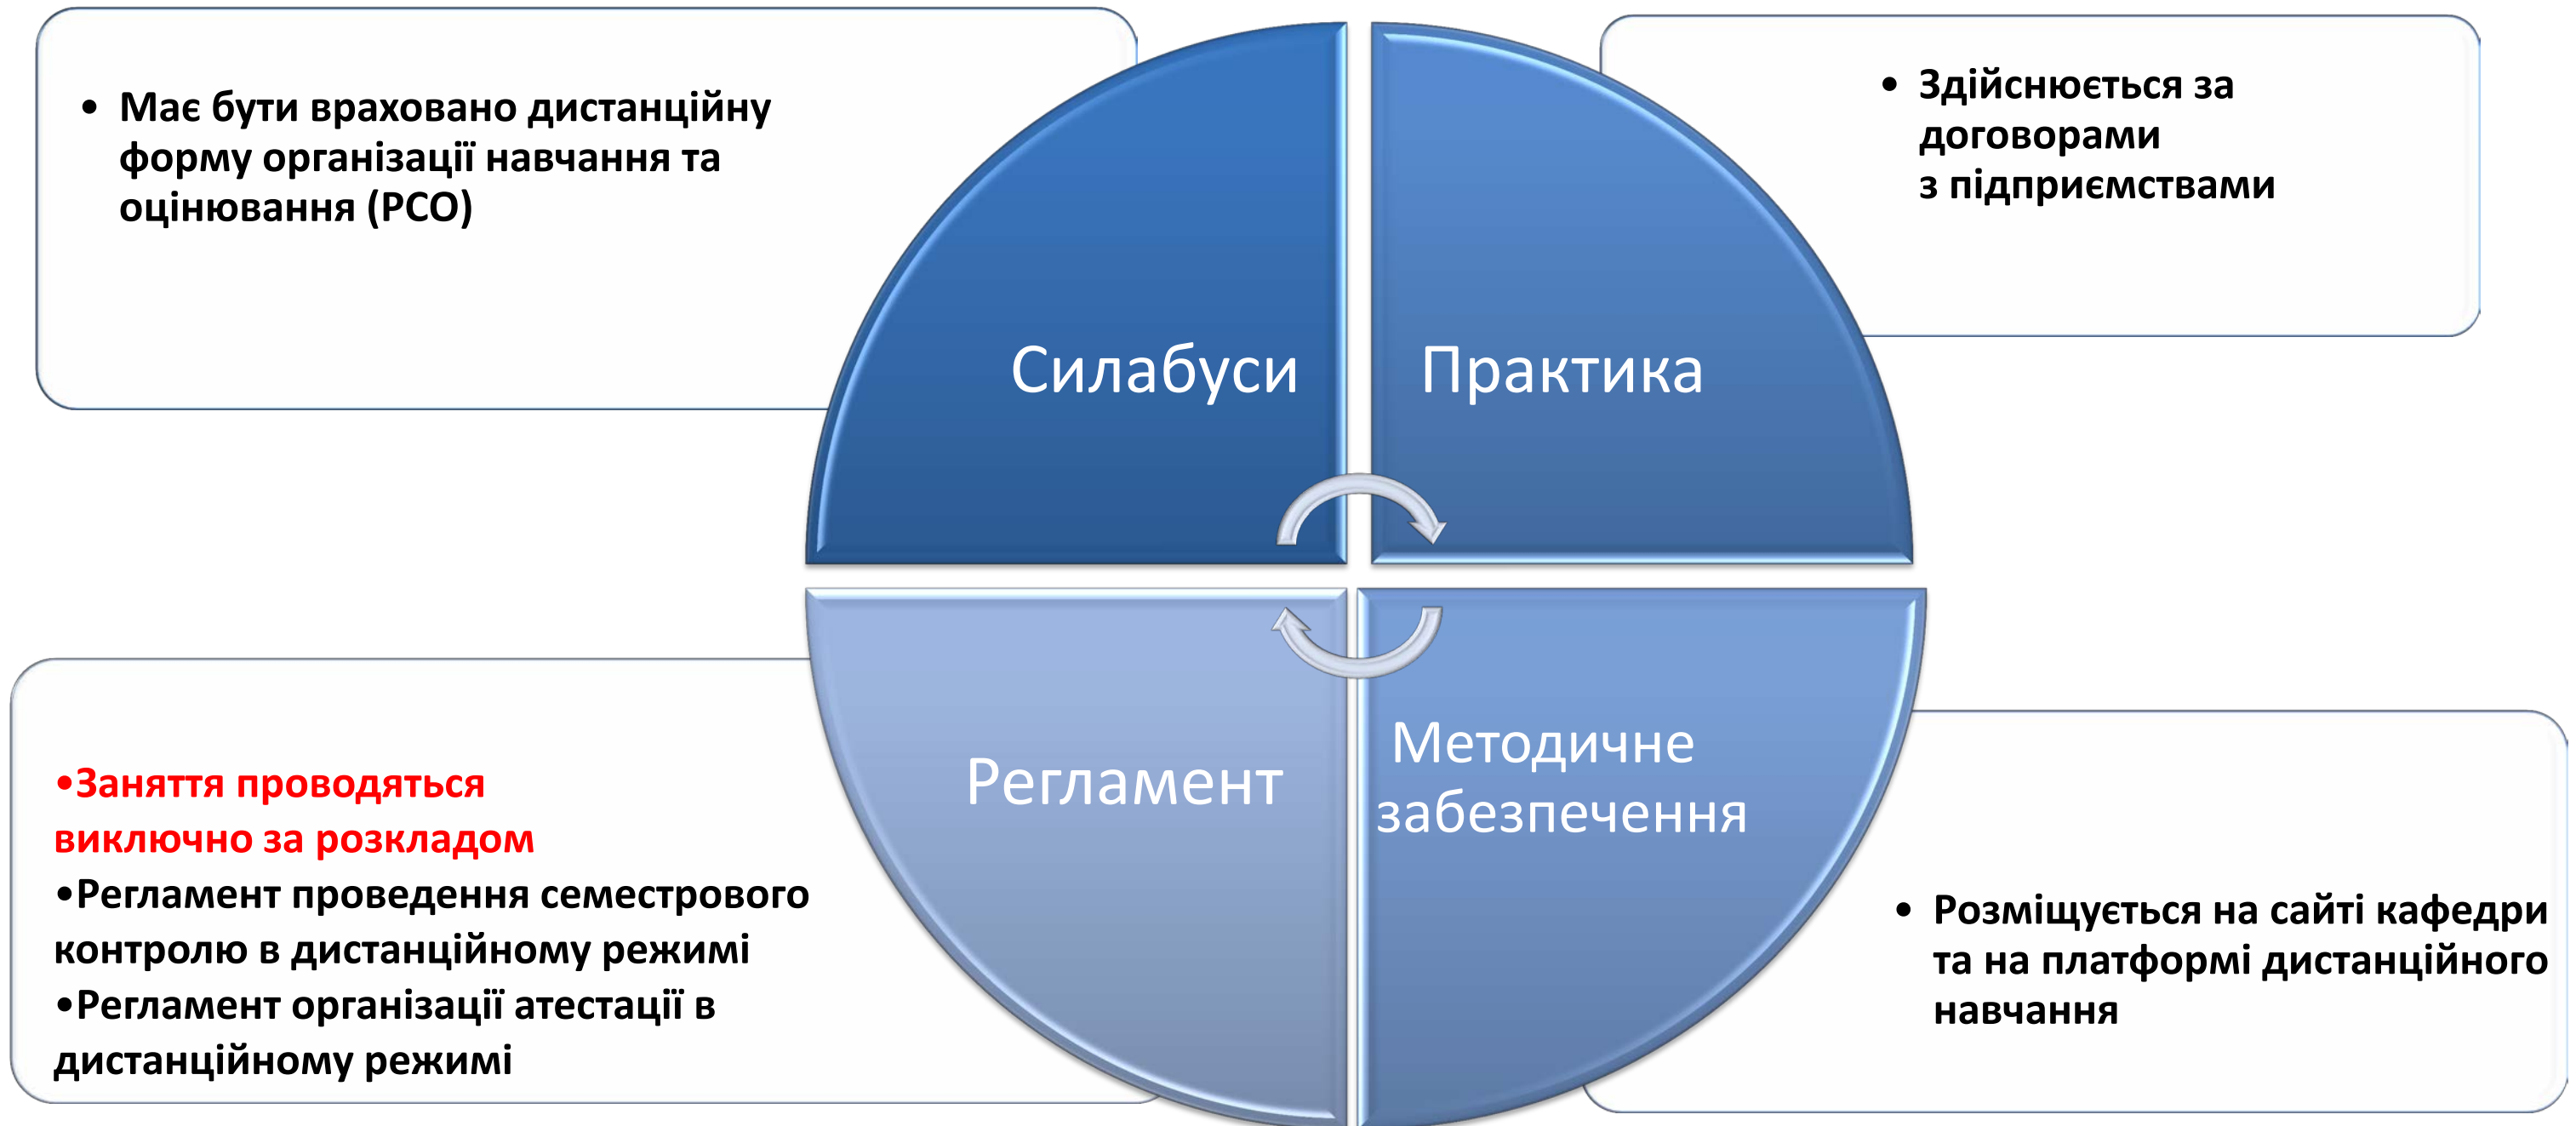 • Має бути враховано дистанційну
форму організації навчання та
оцінювання (РСО)
• Здійснюється за
договорами
з підприємствами
Силабуси
Практика
Регламент
Методичне
забезпечення
•Заняття проводяться
виключно за розкладом
•Регламент проведення семестрового
контролю в дистанційному режимі
•Регламент організації атестації в
дистанційному режимі
• Розміщується на сайті кафедри
та на платформі дистанційного
навчання